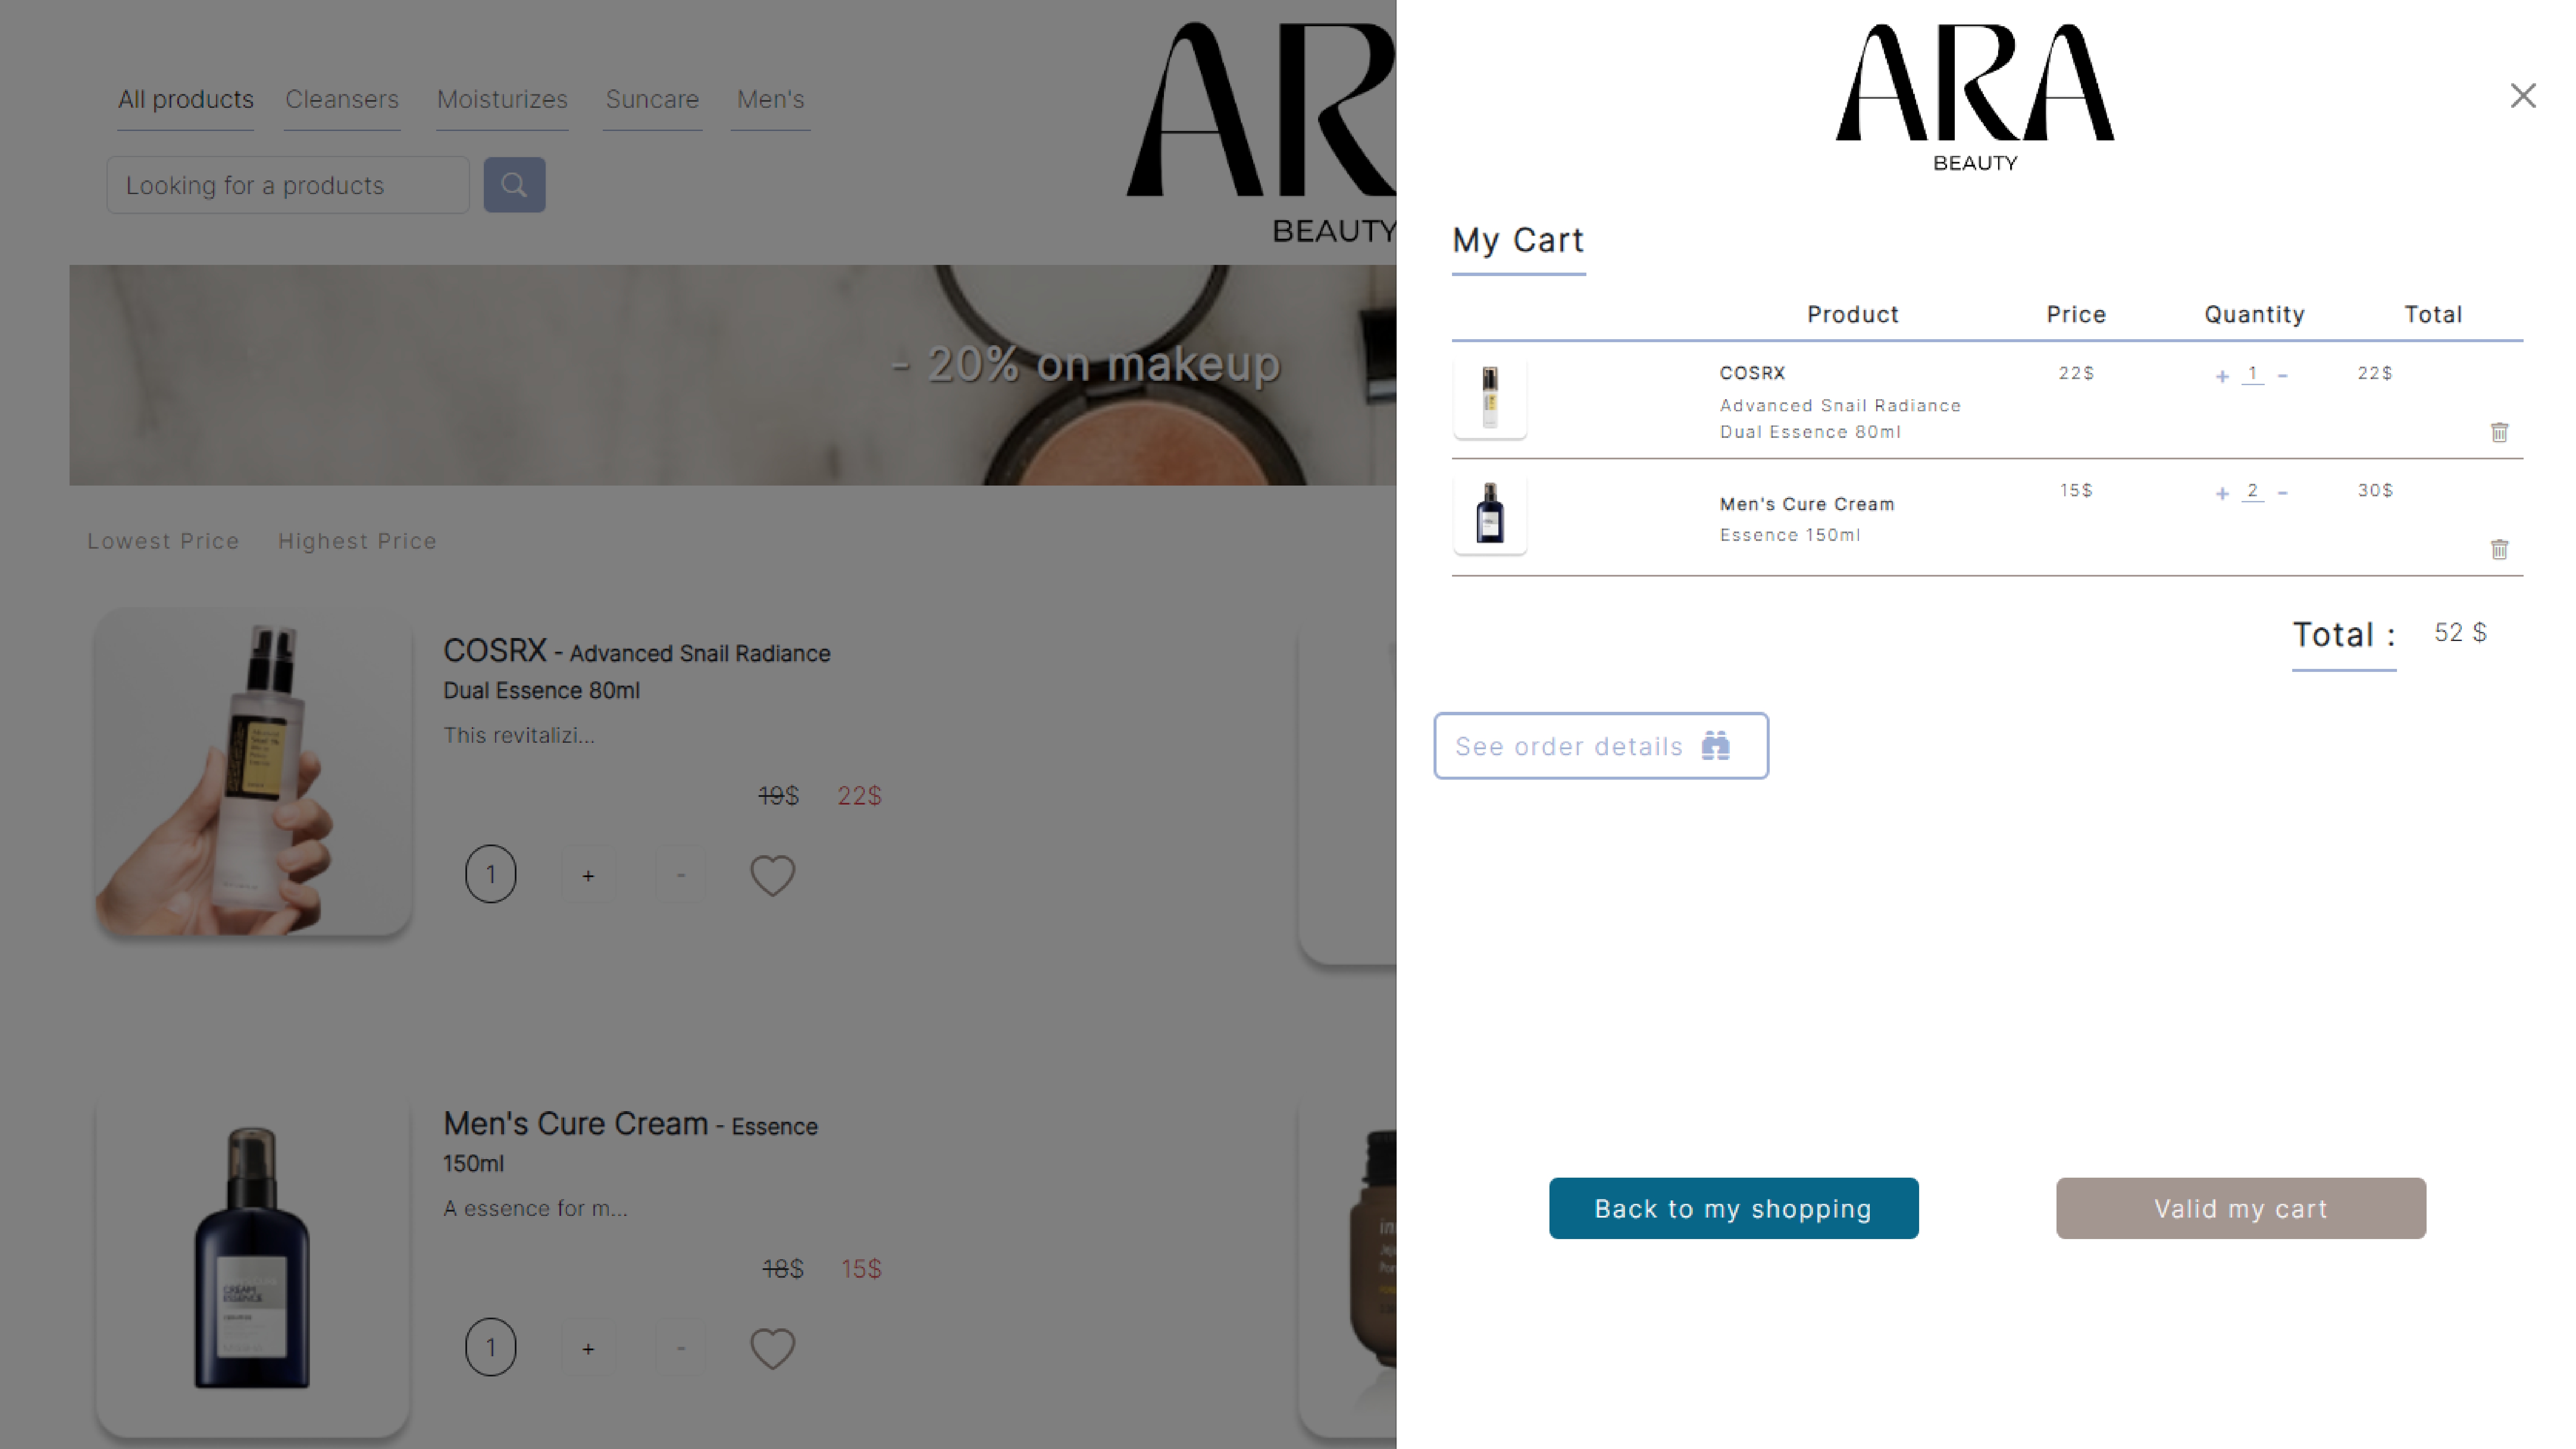 All products Cleansers Moisturizes Suncare Men's
Looking for a products
AR
BEAUTY
- 20% on makeup
Lowest Price Highest Price
COSRX - Advanced Snail Radiance
Dual Essence 80ml
This revitalizi...
19$ 22$
1 + -
Men's Cure Cream - Essence
150ml
A essence for m...
18$ 15$
1 + -
CREAM
ESSENCE
ARA
BEAUTY
My Cart
Product Price Quantity Total
COSRX 22$ + 1 - 22$
Advanced Snail Radiance
Dual Essence 80ml
Men's Cure Cream 15$ + 2 - 30$
Essence 150ml
Total : 52 $
See order details
Back to my shopping Valid my cart